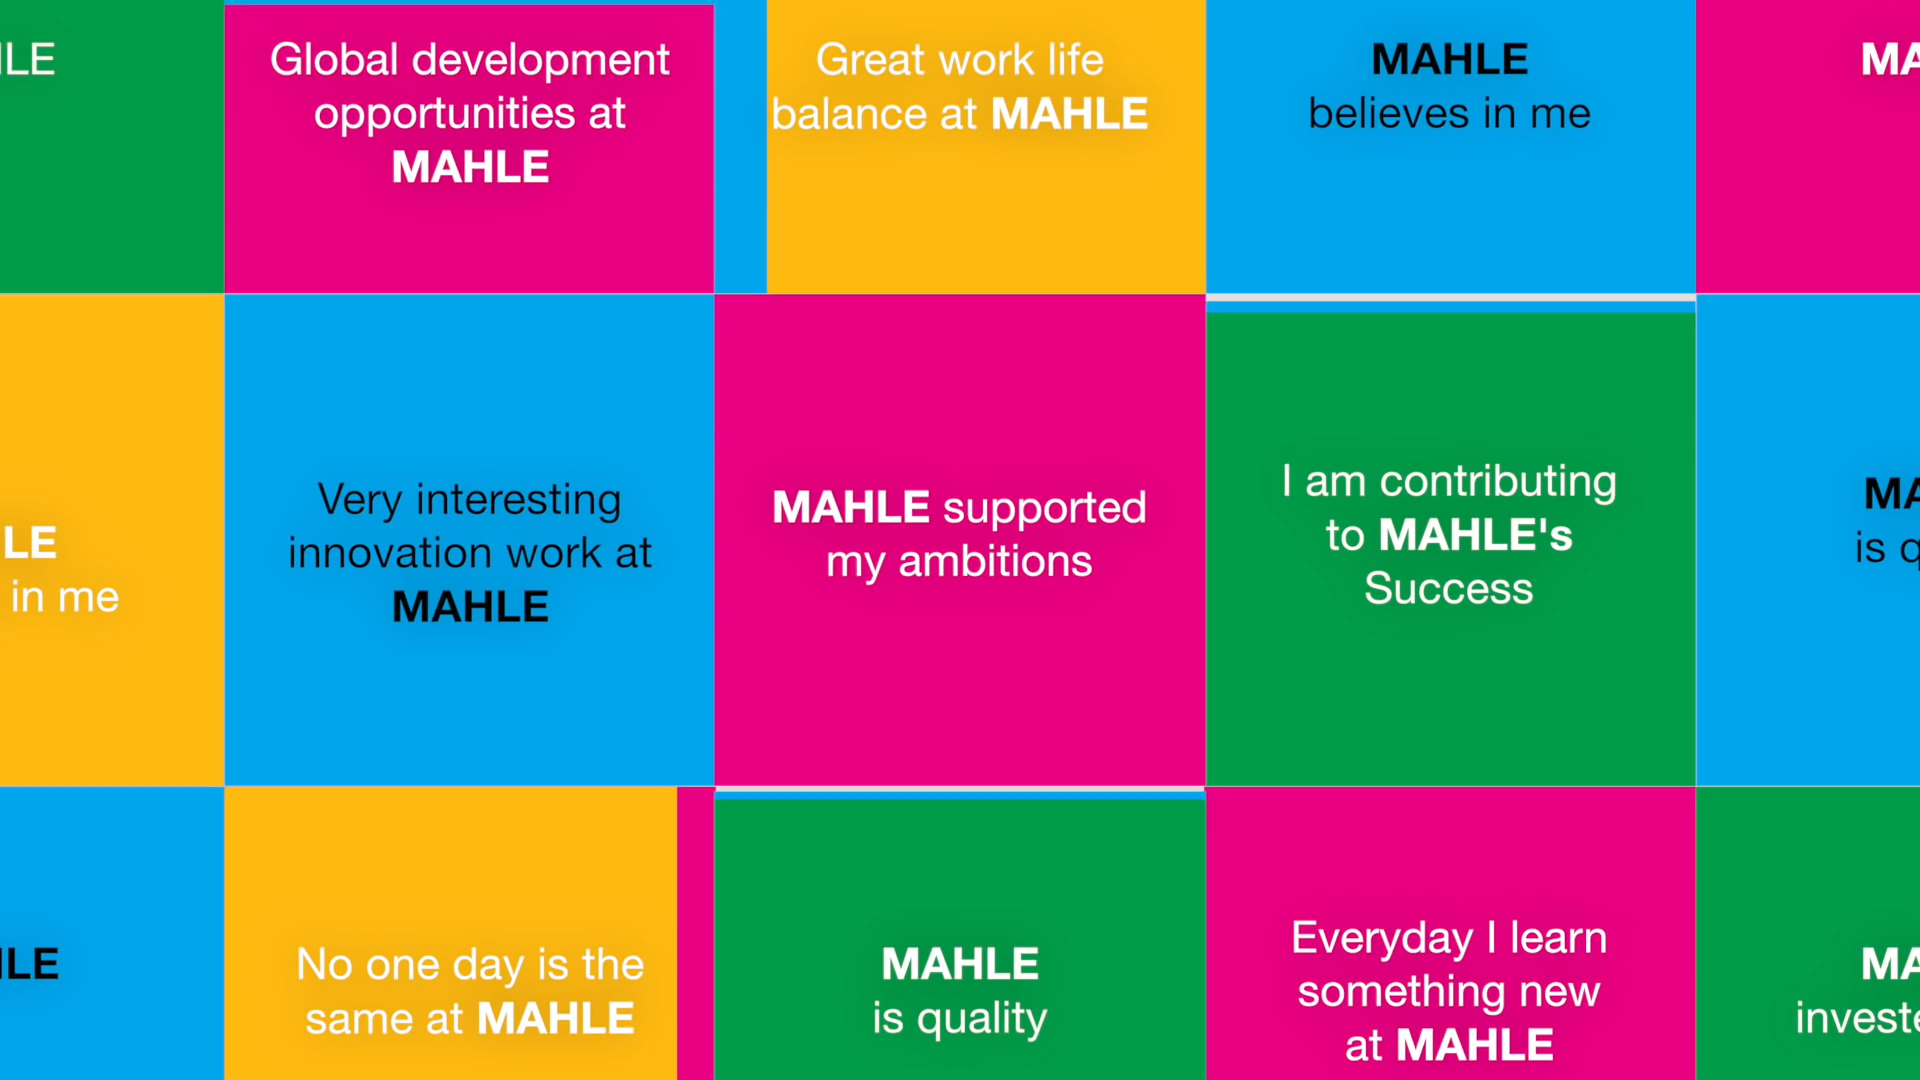 Global development
opportunities at
MAHLE
Great work life
balance at MAHLE
MAHLE
believes in me
in me
Very interesting
innovation work at
MAHLE
MAHLE supported
my ambitions
I am contributing
to MAHLE's
Success
is
No one day is the
same at MAHLE
MAHLE
is quality
Everyday I learn
something new
at MAHLE